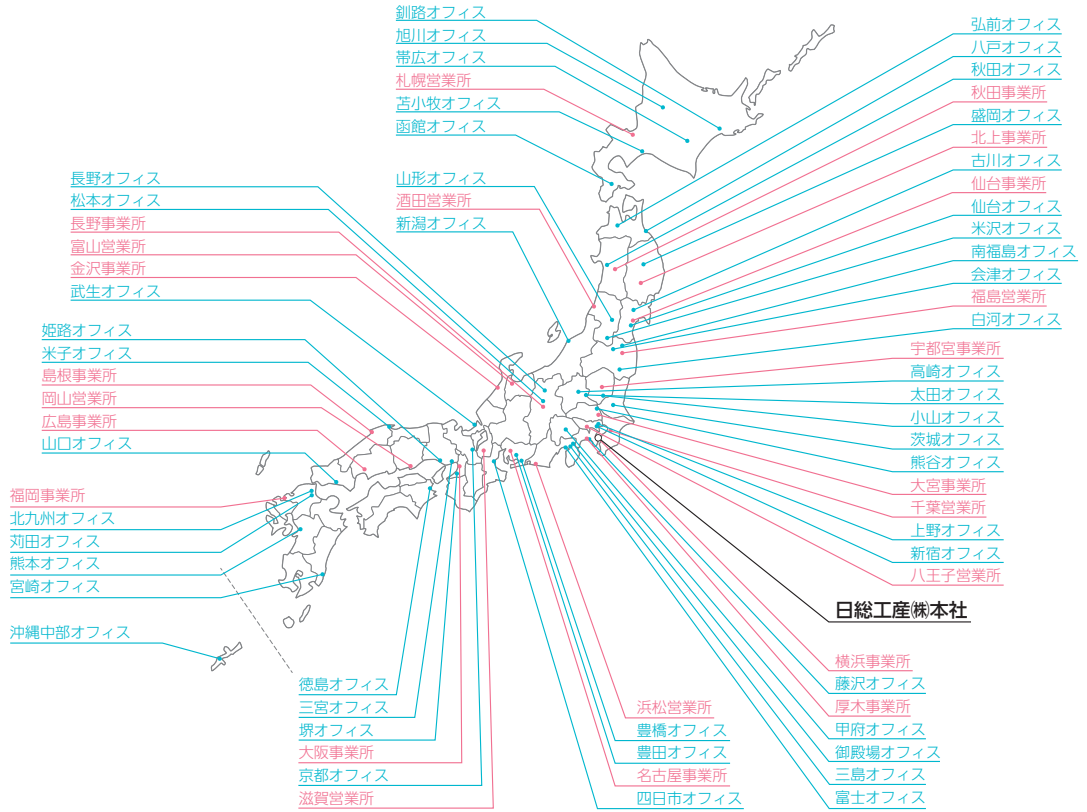 釧路オフィス
旭川オフィス
帯広オフィス
札幌営業所
苫小牧オフィス
函館オフィス
弘前オフィス
八戸オフィス
秋田オフィス
秋田事業所
盛岡オフィス
北上事業所
古川オフィス
仙台事業所
仙台オフィス
米沢オフィス
南福島オフィス
会津オフィス
福島営業所
白河オフィス
宇都宮事業所
高崎オフィス
太田オフィス
小山オフィス
茨城オフィス
熊谷オフィス
大宮事業所
千葉営業所
上野オフィス
新宿オフィス
八王子営業所
日総工産㈱本社
横浜事業所
藤沢オフィス
厚木事業所
甲府オフィス
御殿場オフィス
三島オフィス
富士オフィス
山形オフィス
酒田営業所
新潟オフィス
長野オフィス
松本オフィス
長野事業所
富山営業所
金沢事業所
武生オフィス
姫路オフィス
米子オフィス
島根事業所
岡山営業所
広島事業所
山口オフィス
福岡事業所
北九州オフィス
苅田オフィス
熊本オフィス
宮崎オフィス
沖縄中部オフィス
徳島オフィス
三宮オフィス
堺オフィス
大阪事業所
京都オフィス
滋賀営業所
浜松営業所
豊橋オフィス
豊田オフィス
名古屋事業所
四日市オフィス